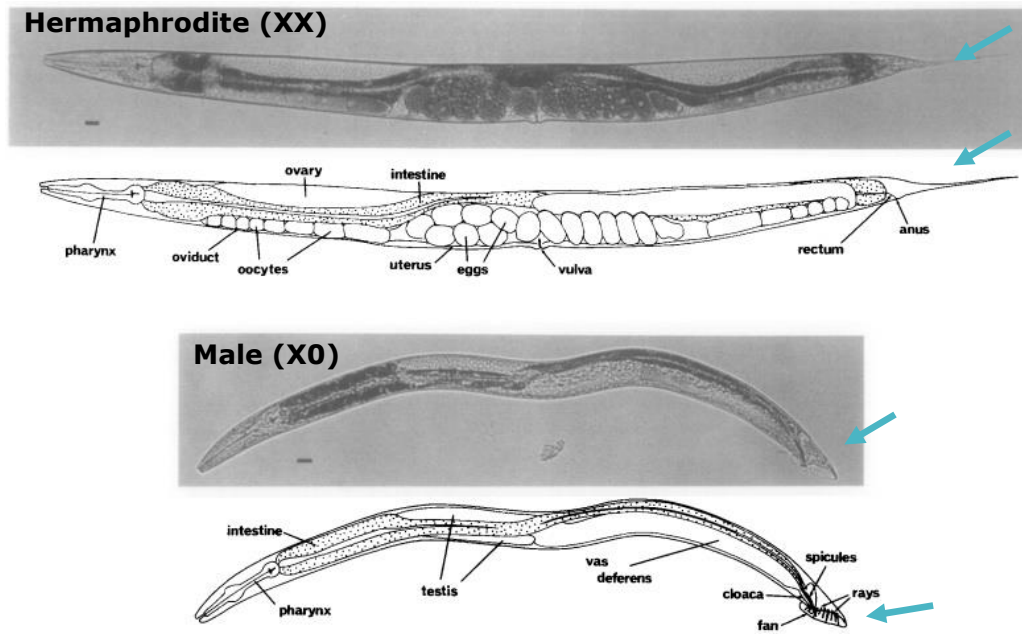 Hermaphrodite (XX)
ovary
intestine
pharynx
oviduct
oocytes
uterus
eggs
vulva
rectum
anus
Male (X0)
intestine
testis
vas
deferens
spicules
cloaca
rays
fan
pharynx